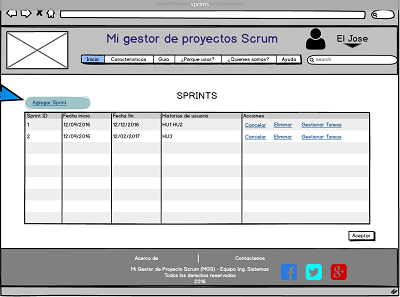 sprints
Mi gestor de proyectos Scrum
El Jose
Inicio Caracteristicas Guia ¿Porque usar? ¿Quienes somos? Ayuda
search
Agregar Sprint
SPRINTS
Sprint ID Fecha inicio Fecha fin Historias de usuario Acciones
1 12/09/2016 12/12/2016 HU1 HU2 Cancelar Eliminar Gestionar Tareas
2 12/09/2016 12/02/2017 HU3 Cancelar Eliminar Gestionar Tareas
Aceptar
Acerca de | Contactenos
Mi Gestor de Proyecto Scrum (MGS) - Equipo Ing. Sistemas
Todos los derechos reservados
2016